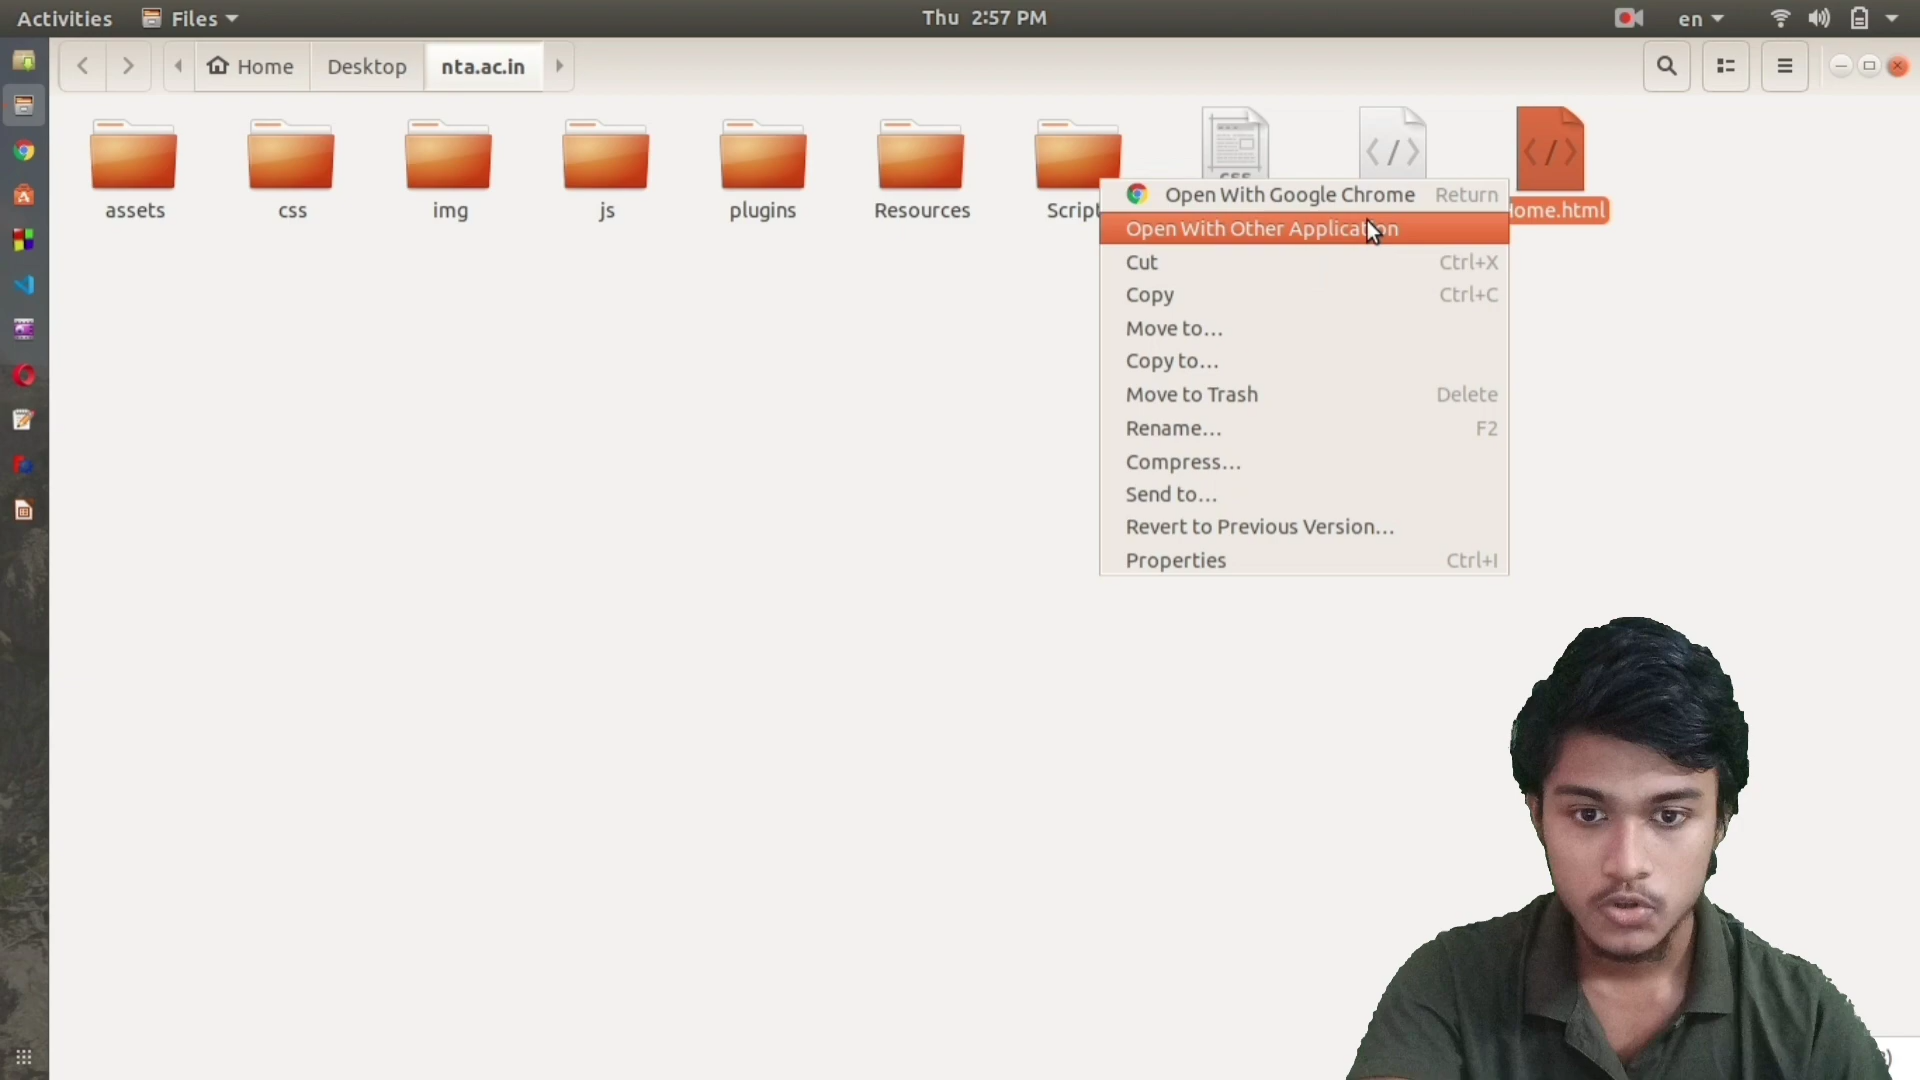 Activities Files Thu 2:57 PM en
Home Desktop nta.ac.in
assets css img js plugins Resources
CSS
Open With Google Chrome Return
Open With Other Application
Cut Ctrl+X
Copy Ctrl+C
Move to...
Copy to...
Move to Trash Delete
Rename... F2
Compress...
Send to...
Revert to Previous Version...
Properties Ctrl+I